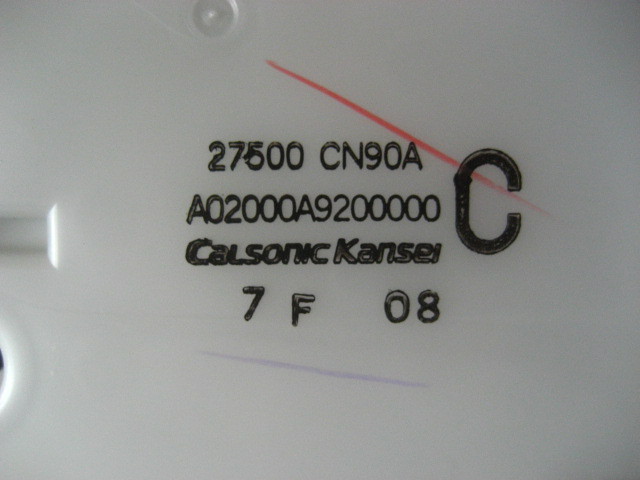 27500 CN90A
A02000A9200000
C
CALSONIC KANSEI
7 F 08